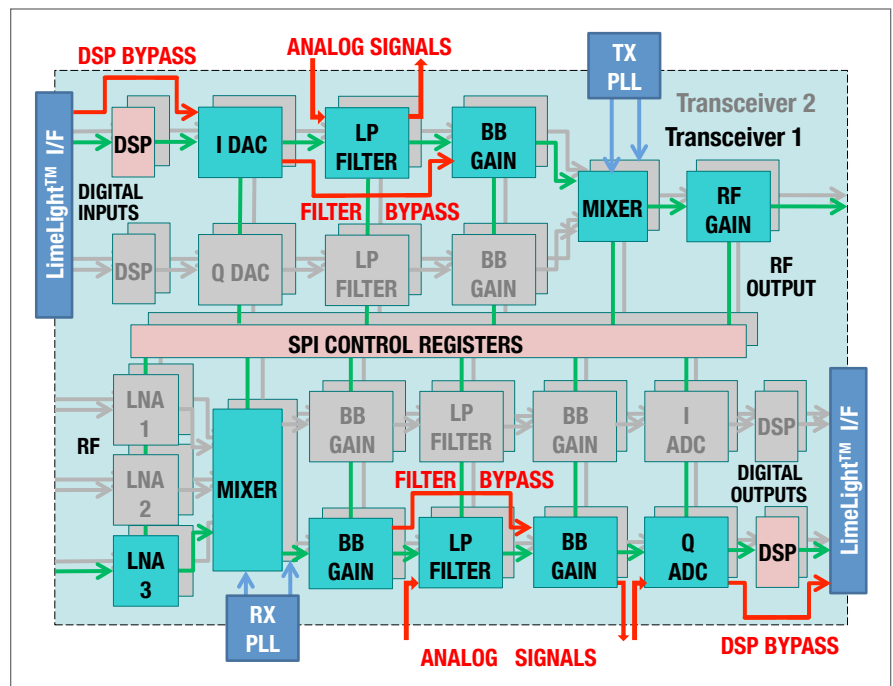 DSP BYPASS
ANALOG SIGNALS
TX
PLL
Transceiver 2
Transceiver 1
LimeLight™ I/F
DSP
I DAC
LP
FILTER
BB
GAIN
DIGITAL
INPUTS
FILTER BYPASS
MIXER
RF
GAIN
DSP
Q DAC
LP
FILTER
BB
GAIN
RF
OUTPUT
SPI CONTROL REGISTERS
RF
LNA
1
LNA
2
LNA
3
MIXER
BB
GAIN
LP
FILTER
BB
GAIN
I
ADC
DSP
LimeLight™ I/F
FILTER BYPASS
DIGITAL
OUTPUTS
BB
GAIN
LP
FILTER
BB
GAIN
Q
ADC
DSP
RX
PLL
ANALOG SIGNALS
DSP BYPASS